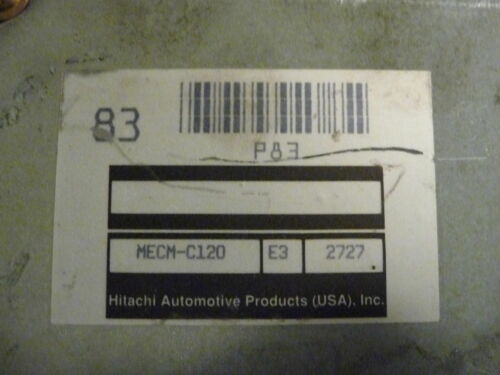 83
P83
MECM-C120 E3 2727
Hitachi Automotive Products (USA), Inc.